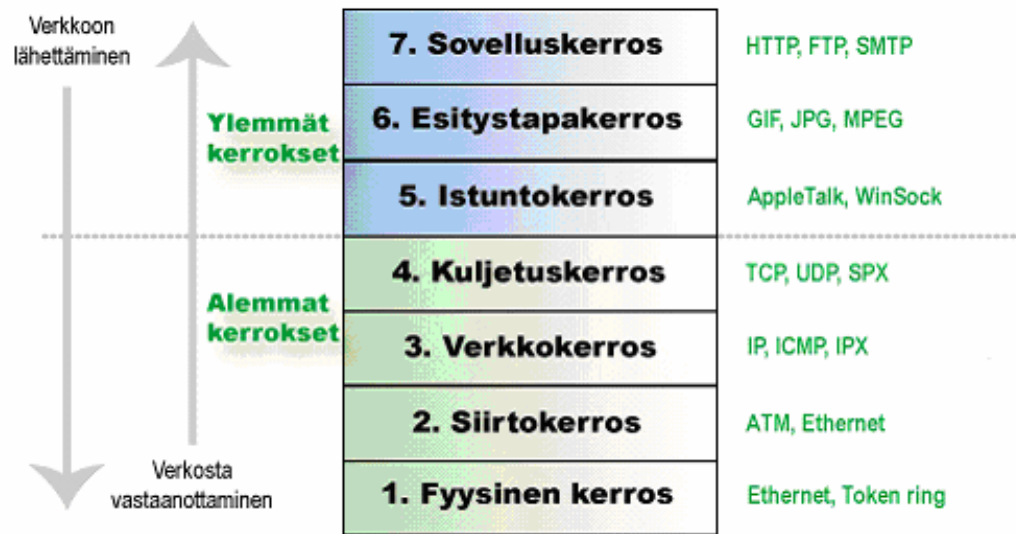 Verkkoon
lähettäminen
7. Sovelluskerros
HTTP, FTP, SMTP
Ylemmät
kerrokset
6. Esitystapakerros
GIF, JPG, MPEG
5. Istuntokerros
AppleTalk, WinSock
4. Kuljetuskerros
TCP, UDP, SPX
Alemmat
kerrokset
3. Verkkokerros
IP, ICMP, IPX
2. Siirtokerros
ATM, Ethernet
Verkosta
vastaanottaminen
1. Fyysinen kerros
Ethernet, Token ring